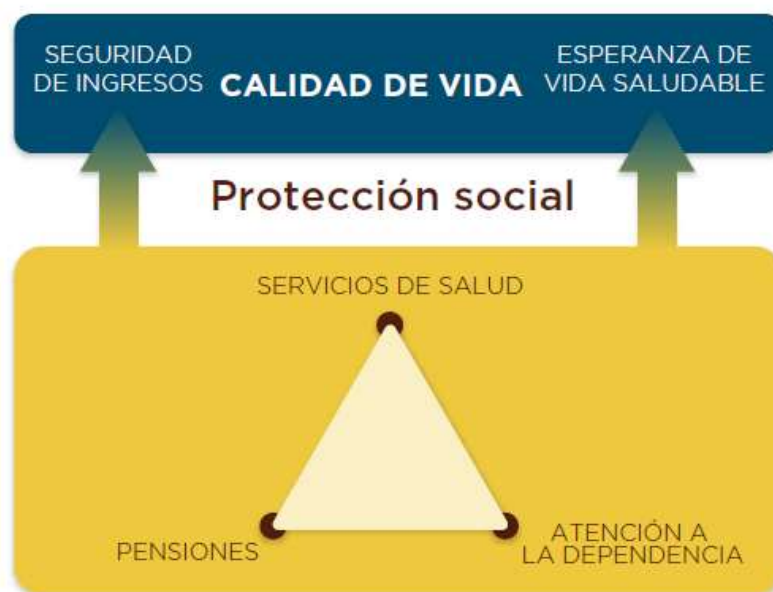 SEGURIDAD
DE INGRESOS
CALIDAD DE VIDA
ESPERANZA DE
VIDA SALUDABLE
Protección social
SERVICIOS DE SALUD
PENSIONES
ATENCIÓN A
LA DEPENDENCIA